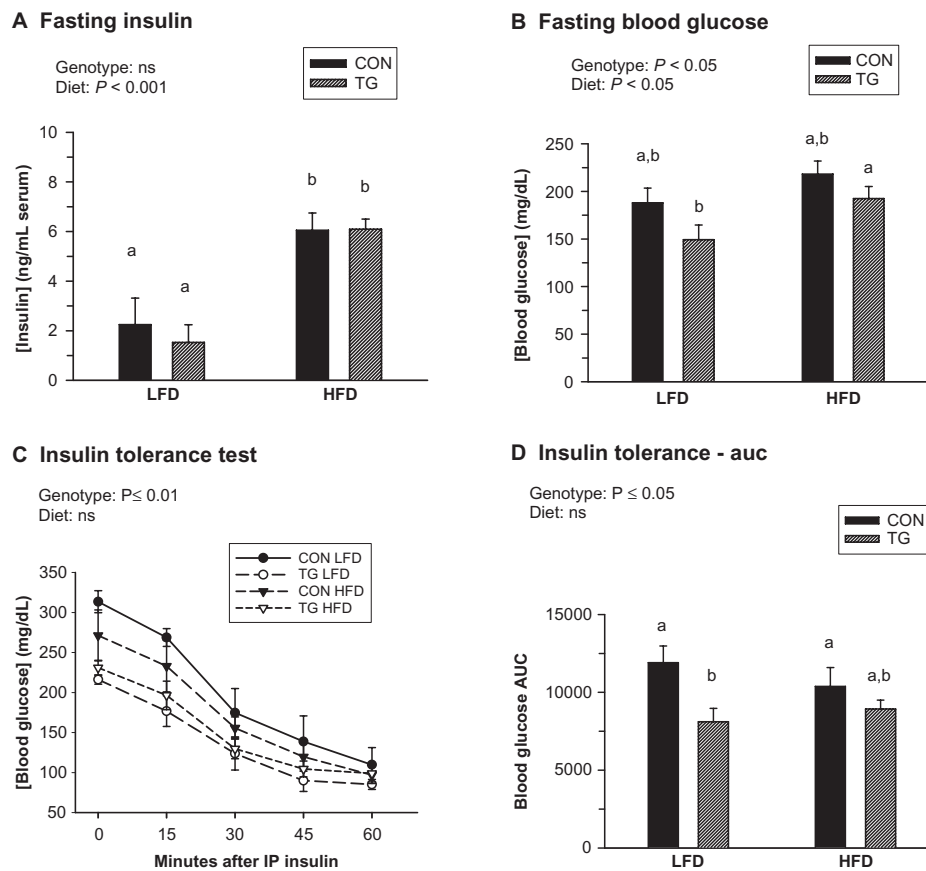 A Fasting insulin
Genotype: ns
Diet: P < 0.001
CON
TG
10
8
6
4
2
0
[Insulin] (ng/mL serum)
a
a
b
b
LFD
HFD
B Fasting blood glucose
Genotype: P < 0.05
Diet: P < 0.05
CON
TG
250
200
150
100
50
0
[Blood glucose] (mg/dL)
a,b
b
a,b
a
LFD
HFD
C Insulin tolerance test
Genotype: P≤ 0.01
Diet: ns
CON LFD
TG LFD
CON HFD
TG HFD
350
300
250
200
150
100
50
[Blood glucose] (mg/dL)
0 15 30 45 60
Minutes after IP insulin
D Insulin tolerance - auc
Genotype: P ≤ 0.05
Diet: ns
CON
TG
15000
10000
5000
0
Blood glucose AUC
a
b
a
a,b
LFD
HFD